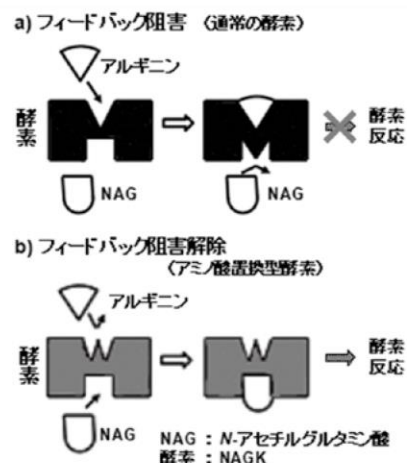 a) フィードバック阻害 (通常の酵素)
アルギニン
酵素
酵素反応
NAG
NAG
b) フィードバック阻害解除
(アミノ酸置換型酵素)
アルギニン
酵素
酵素反応
NAG
NAG : N-アセチルグルタミン酸
酵素 : NAGK